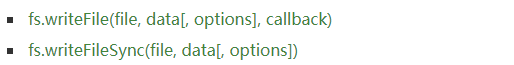 fs.writeFile(file, data[, options], callback)
fs.writeFileSync(file, data[, options])